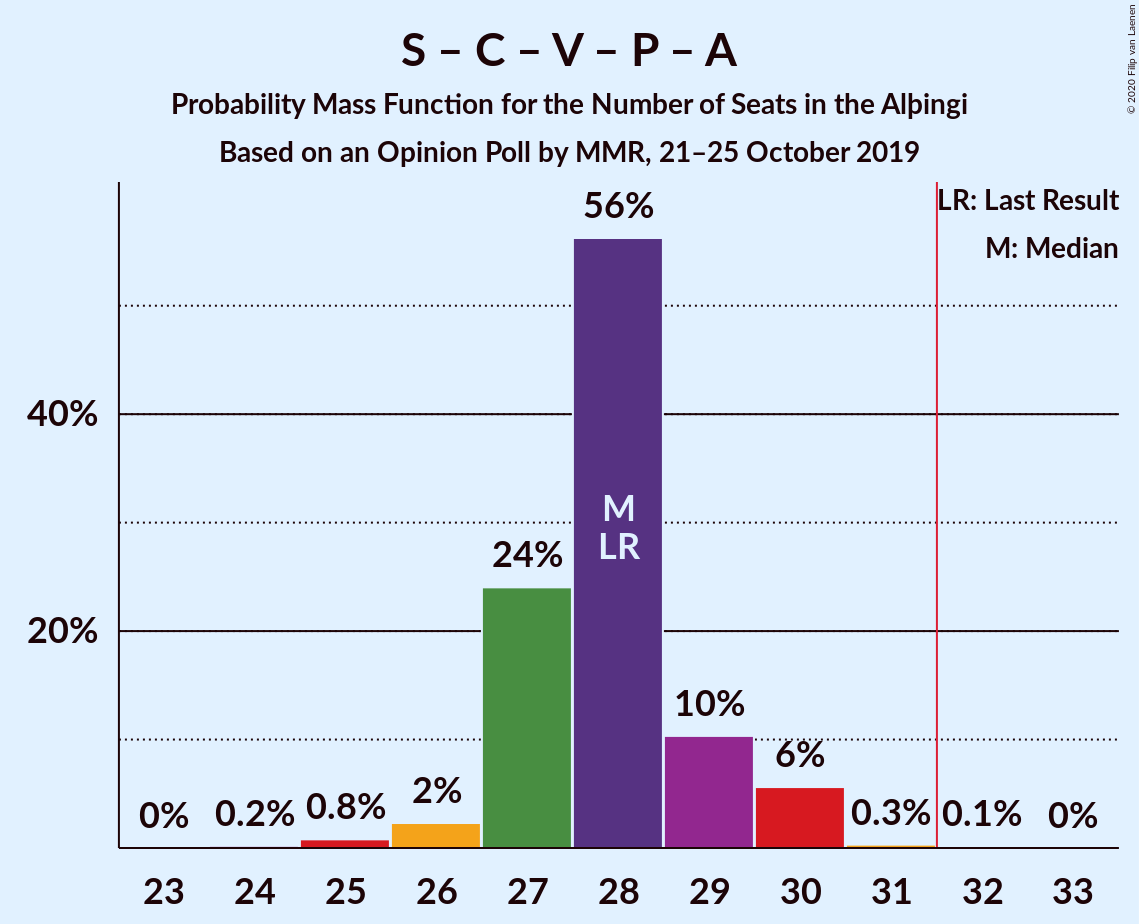 S – C – V – P – A
Probability Mass Function for the Number of Seats in the Alþingi
Based on an Opinion Poll by MMR, 21–25 October 2019
© 2020 Filip van Laenen
LR: Last Result
M: Median
56%
40%
M
LR
24%
20%
10%
6%
2%
0%
0.2%
0.8%
0.3%
0.1%
0%
23 24 25 26 27 28 29 30 31 32 33